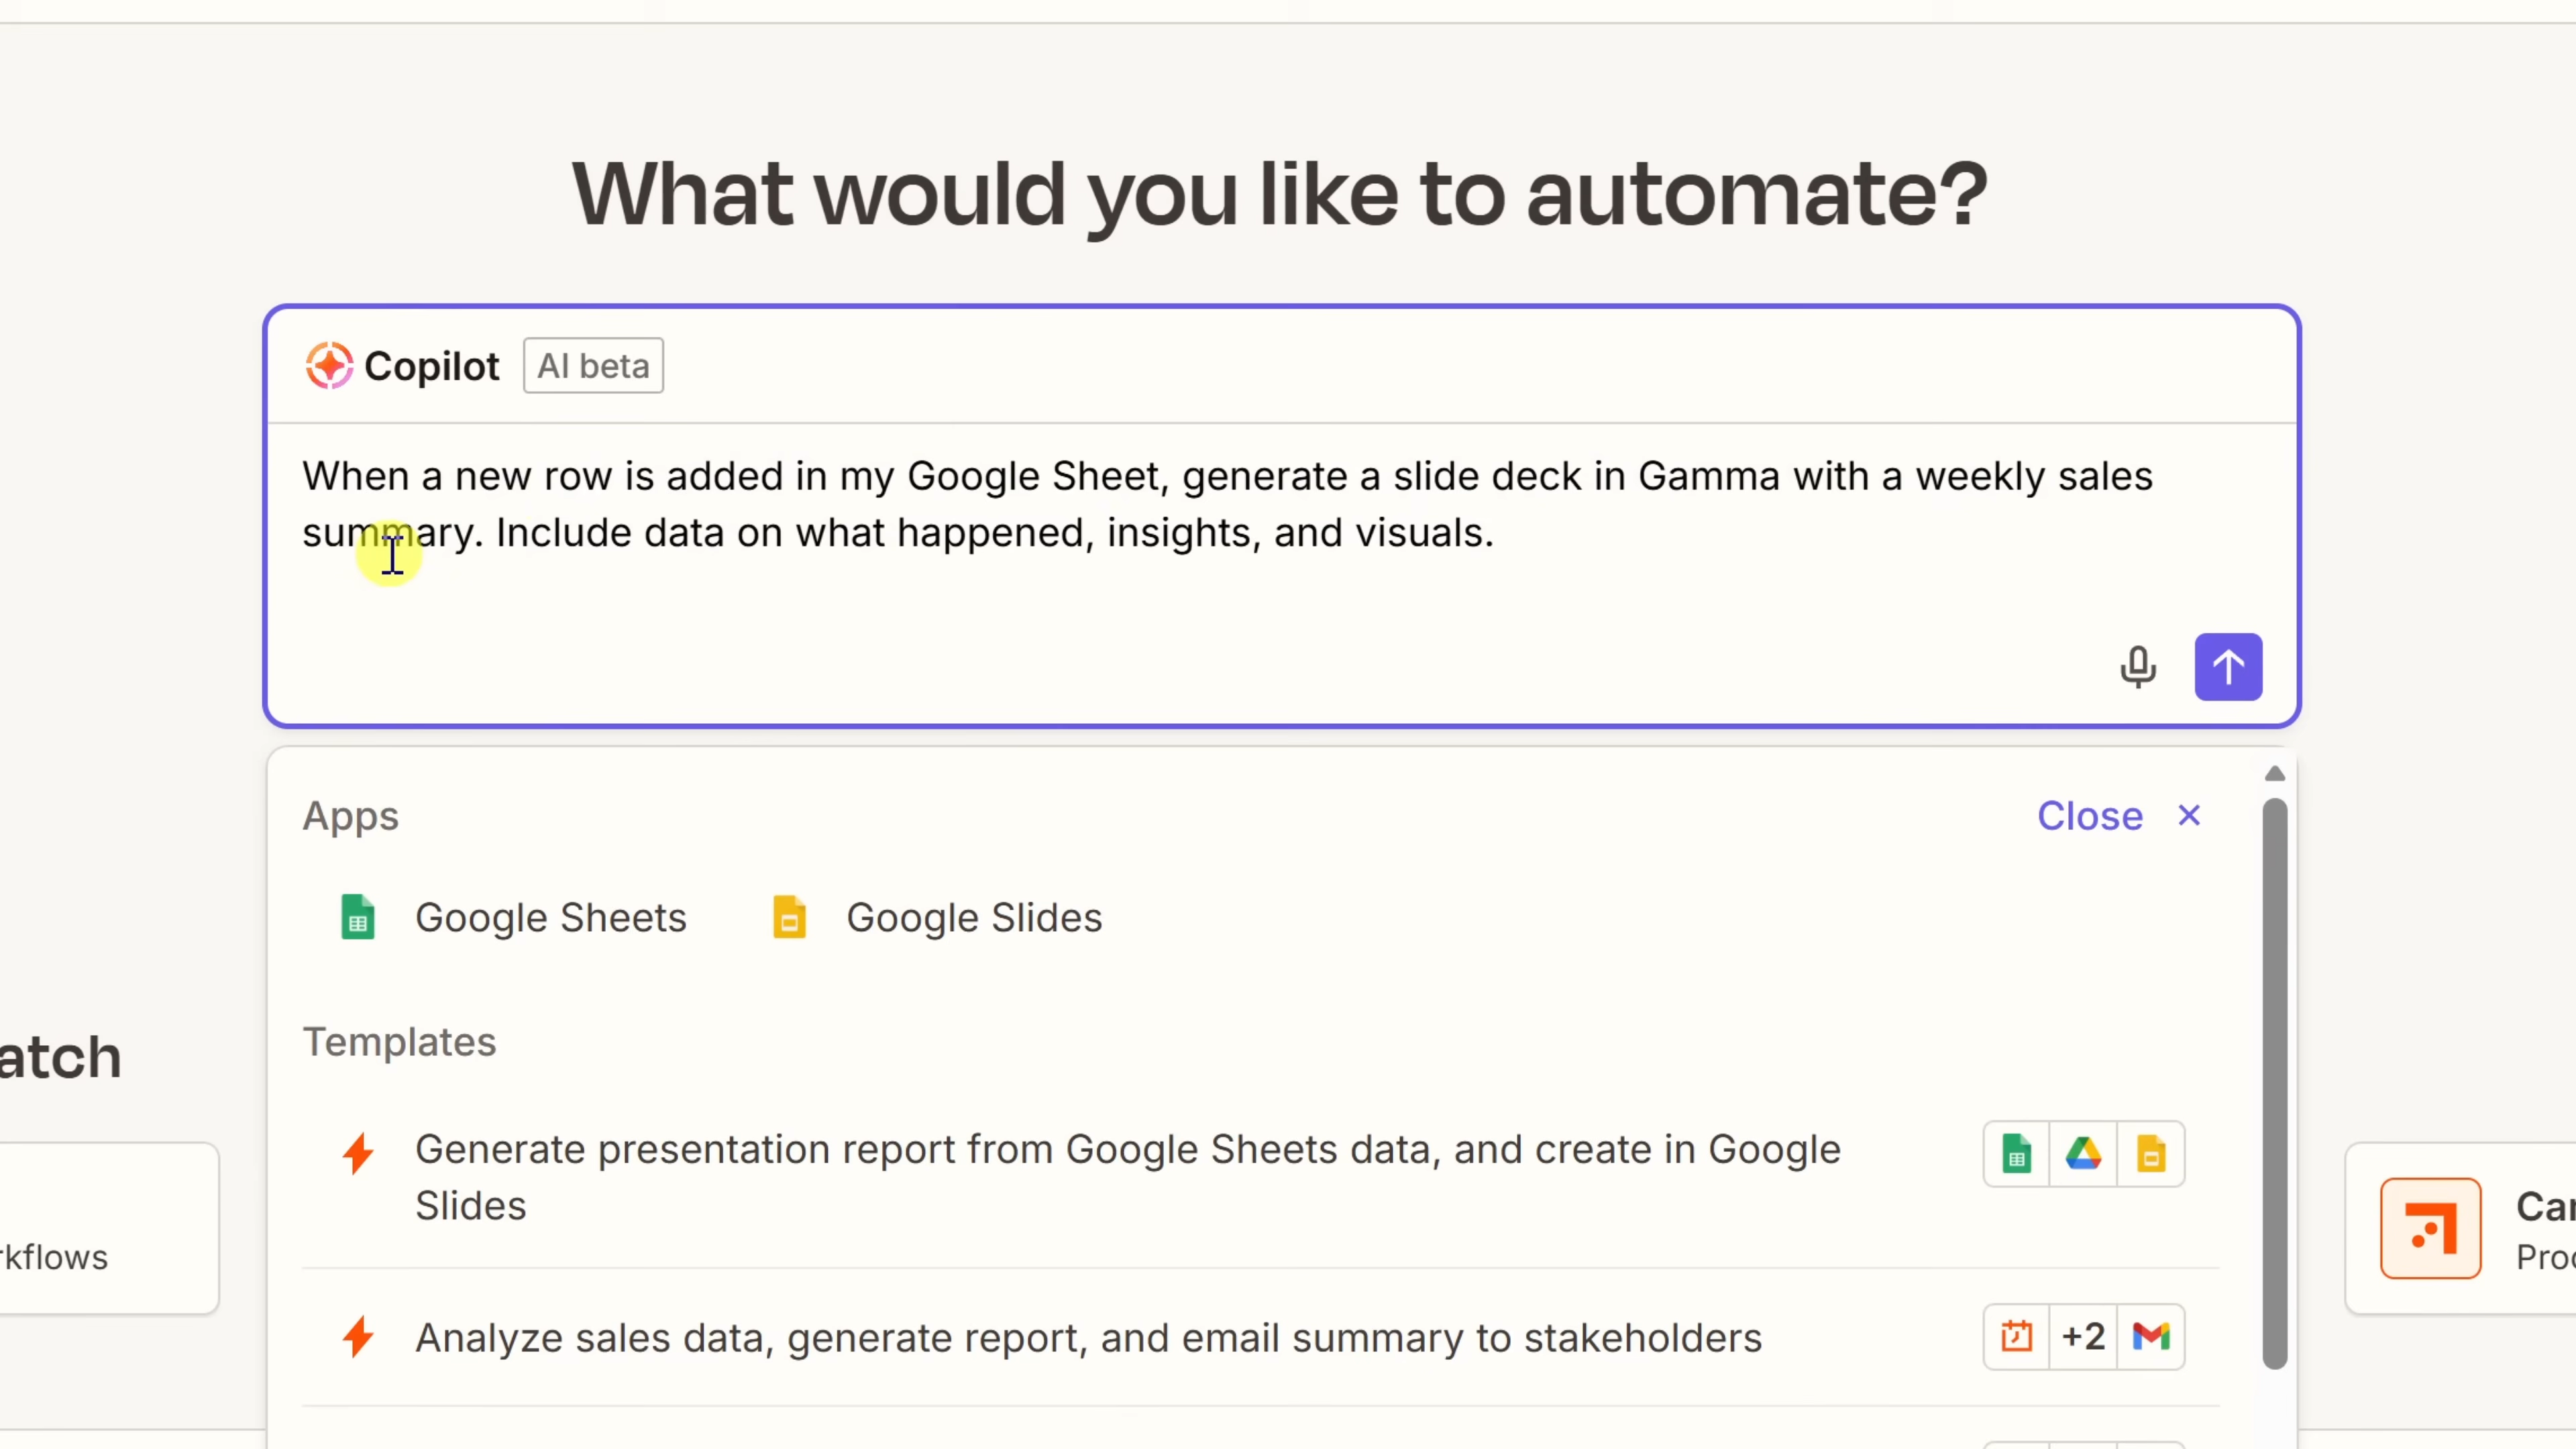 What would you like to automate?
Copilot AI beta
When a new row is added in my Google Sheet, generate a slide deck in Gamma with a weekly sales
summary. Include data on what happened, insights, and visuals.
Apps
Close ×
Google Sheets Google Slides
Templates
atch
Generate presentation report from Google Sheets data, and create in Google
Slides
Can
rkflows
Proc
Analyze sales data, generate report, and email summary to stakeholders
+2